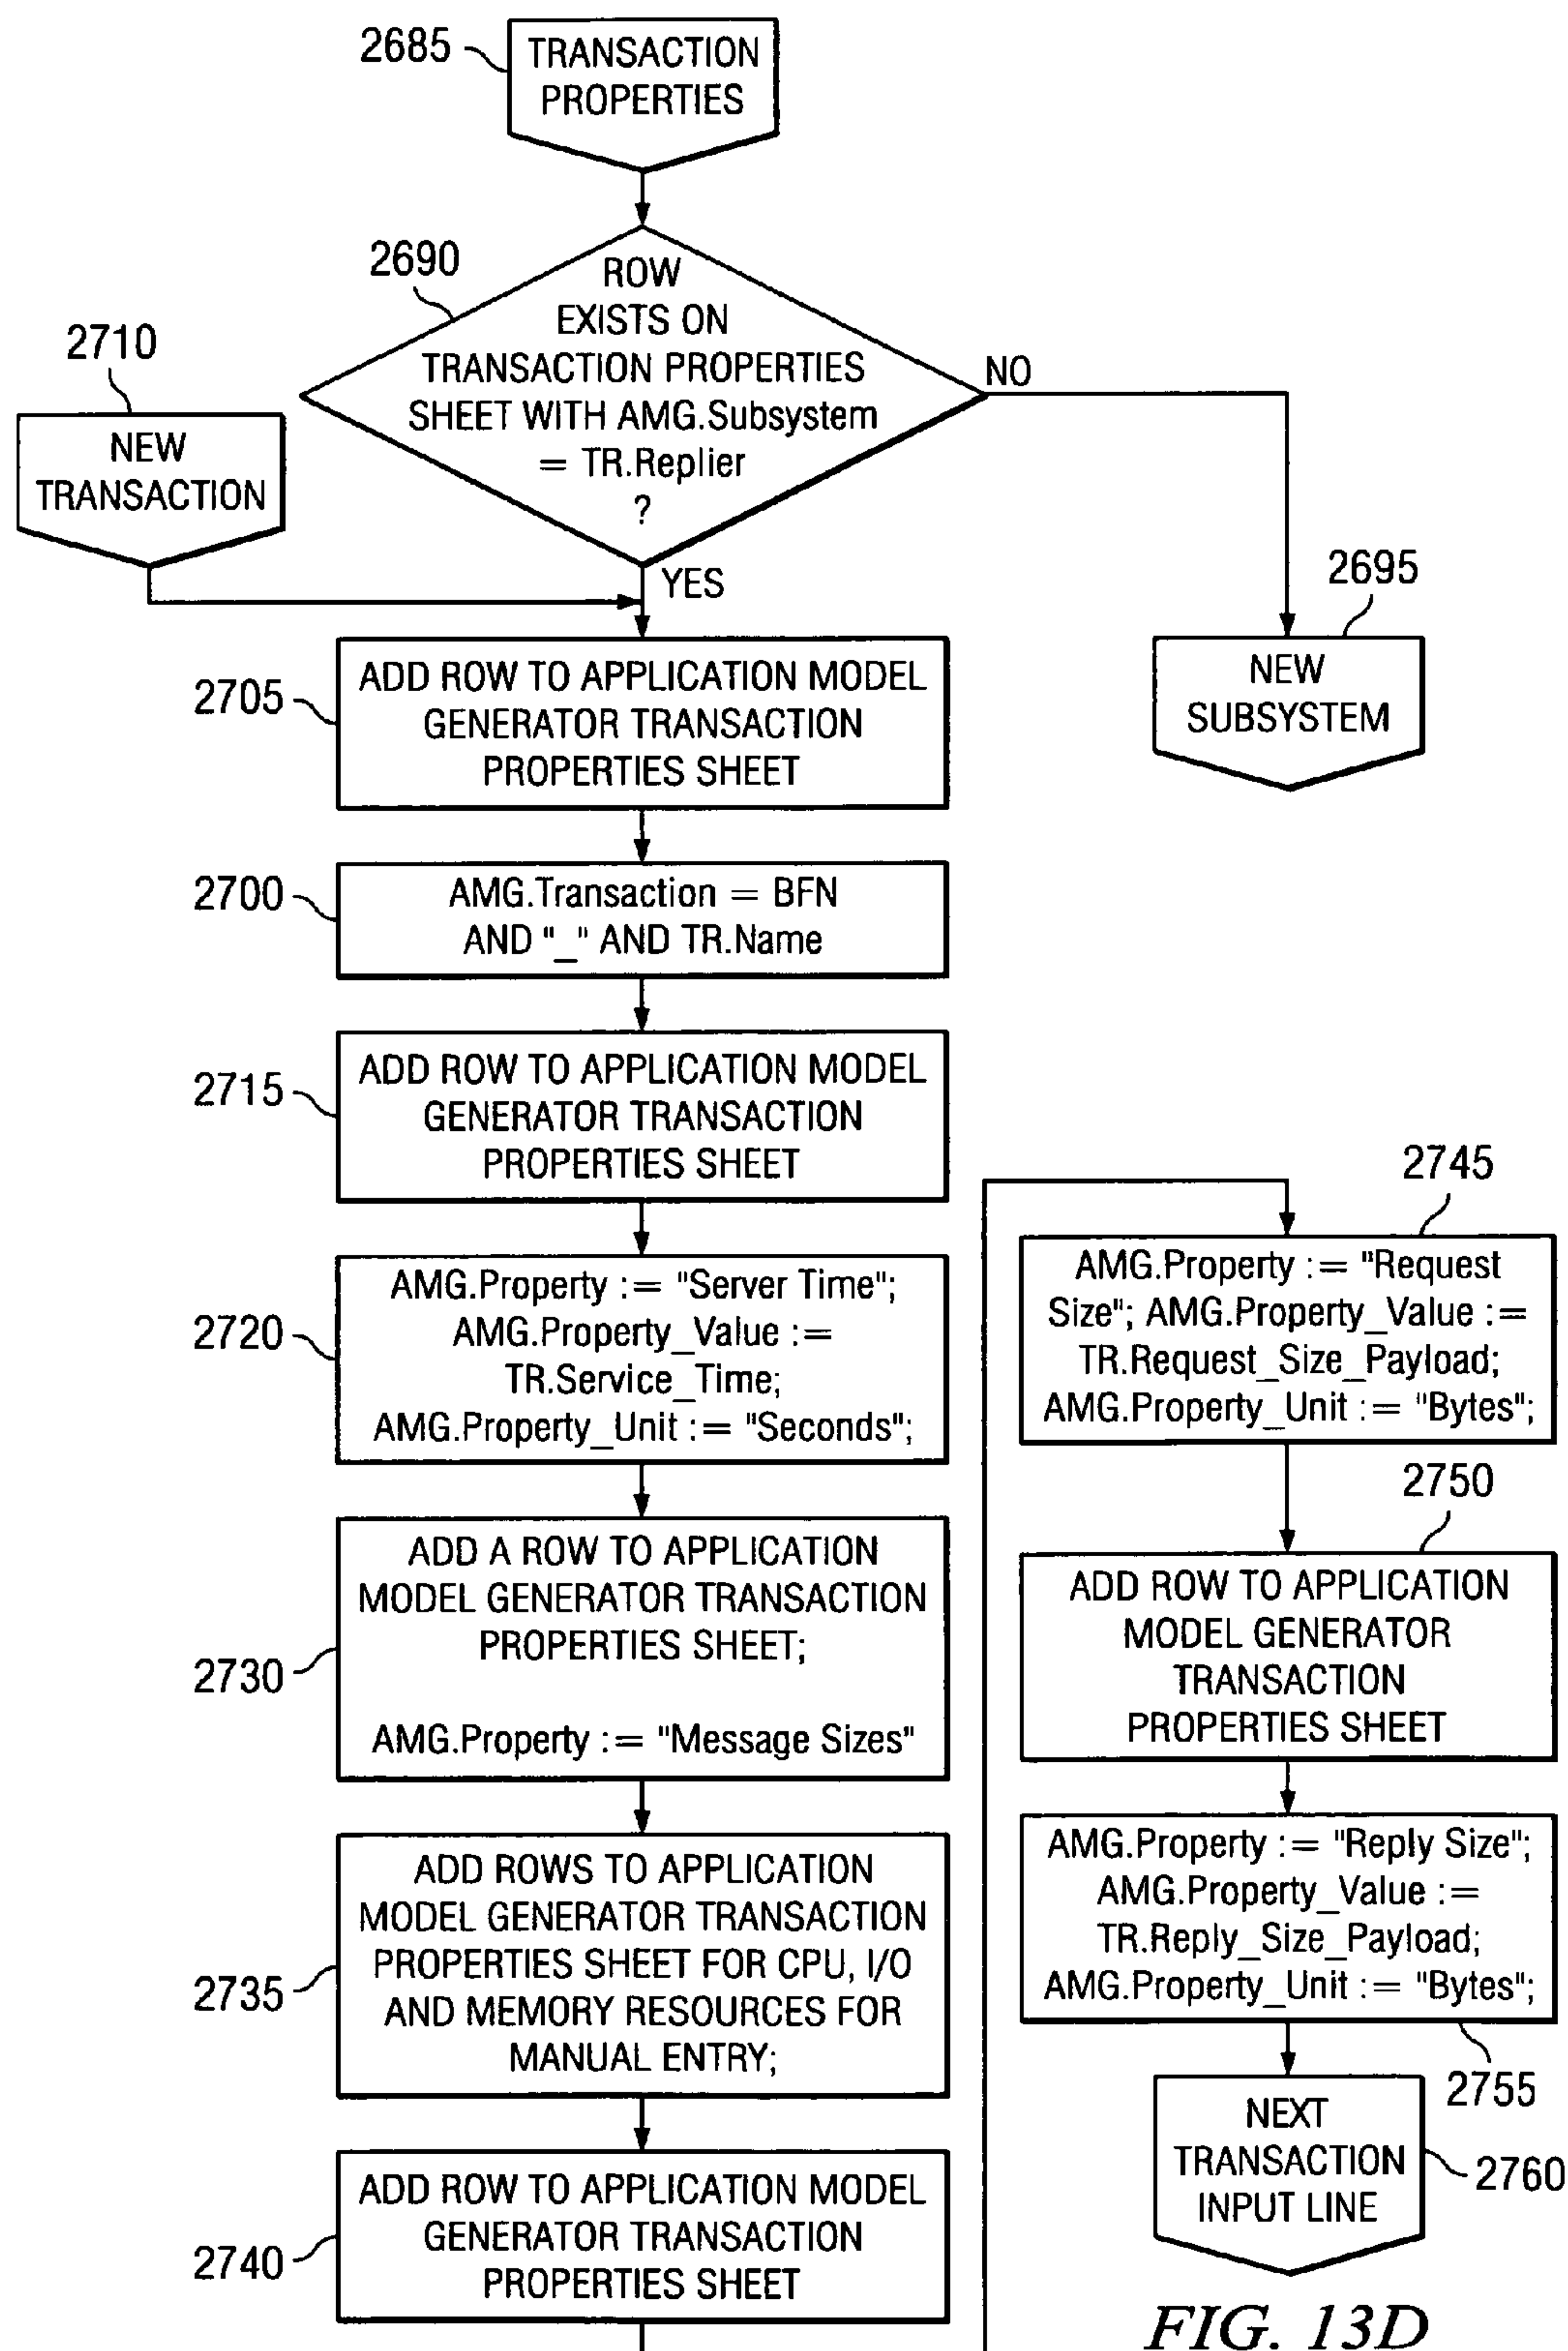 2685
TRANSACTION
PROPERTIES
2690
ROW
EXISTS ON
TRANSACTION PROPERTIES
SHEET WITH AMG.Subsystem
= TR.Replier
?
NO
YES
2710
NEW
TRANSACTION
2695
NEW
SUBSYSTEM
2705
ADD ROW TO APPLICATION MODEL
GENERATOR TRANSACTION
PROPERTIES SHEET
2700
AMG.Transaction = BFN
AND "_" AND TR.Name
2715
ADD ROW TO APPLICATION MODEL
GENERATOR TRANSACTION
PROPERTIES SHEET
2720
AMG.Property := "Server Time";
AMG.Property_Value :=
TR.Service_Time;
AMG.Property_Unit := "Seconds";
2730
ADD A ROW TO APPLICATION
MODEL GENERATOR TRANSACTION
PROPERTIES SHEET;
AMG.Property := "Message Sizes"
2735
ADD ROWS TO APPLICATION
MODEL GENERATOR TRANSACTION
PROPERTIES SHEET FOR CPU, I/O
AND MEMORY RESOURCES FOR
MANUAL ENTRY;
2740
ADD ROW TO APPLICATION MODEL
GENERATOR TRANSACTION
PROPERTIES SHEET
2745
AMG.Property := "Request
Size"; AMG.Property_Value :=
TR.Request_Size_Payload;
AMG.Property_Unit := "Bytes";
2750
ADD ROW TO APPLICATION
MODEL GENERATOR
TRANSACTION
PROPERTIES SHEET
AMG.Property := "Reply Size";
AMG.Property_Value :=
TR.Reply_Size_Payload;
AMG.Property_Unit := "Bytes";
2755
NEXT
TRANSACTION
INPUT LINE
2760
FIG. 13D